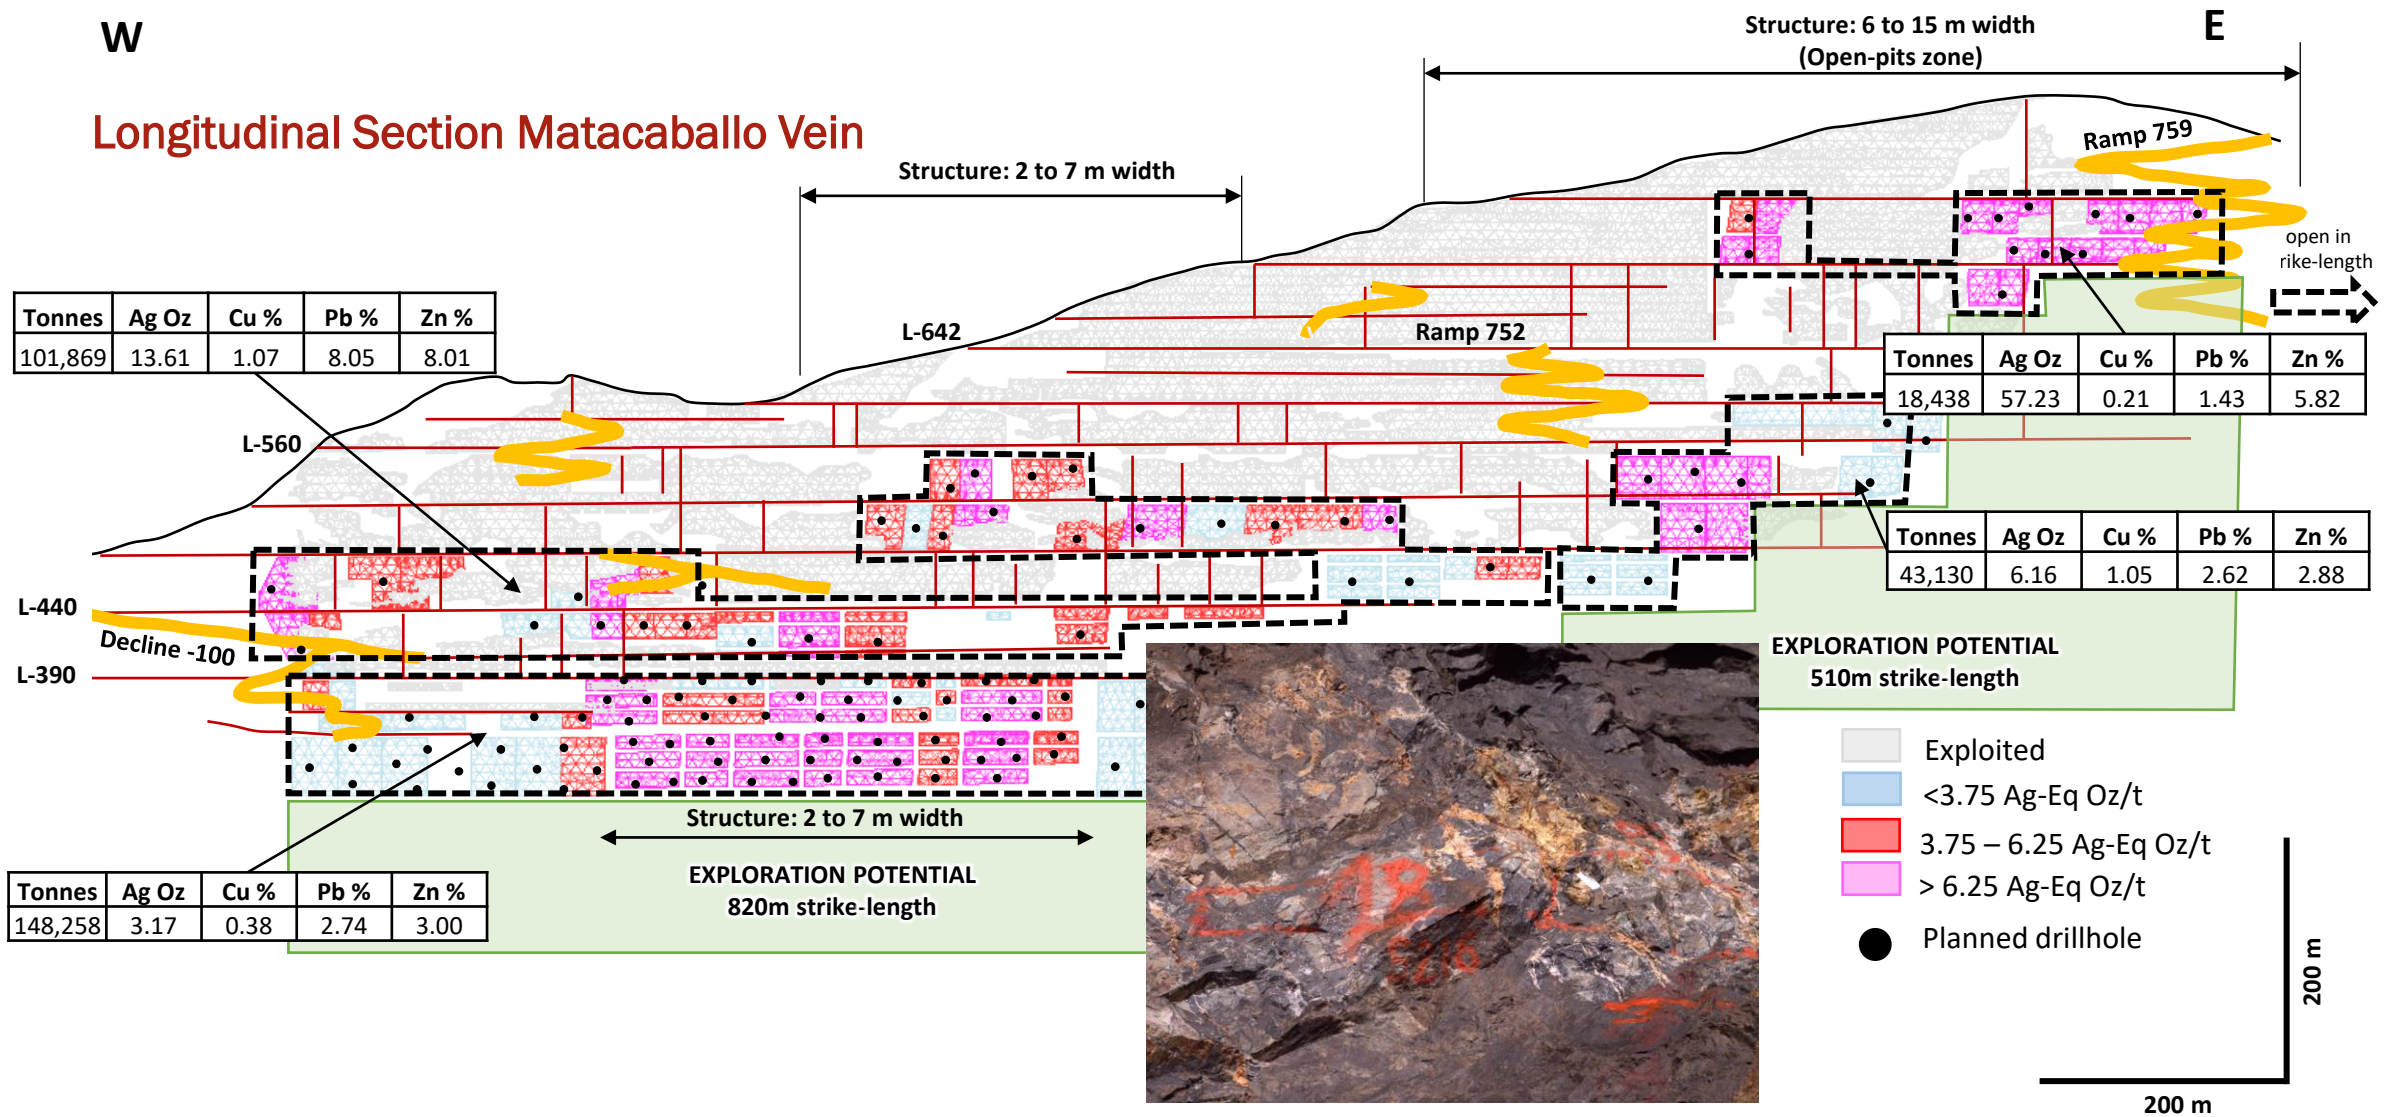 W
E
Structure: 6 to 15 m width
(Open-pits zone)
Longitudinal Section Matacaballo Vein
Structure: 2 to 7 m width
Ramp 759
open in
rike-length
Tonnes Ag Oz Cu % Pb % Zn %
101,869 13.61 1.07 8.05 8.01
L-642
Ramp 752
Tonnes Ag Oz Cu % Pb % Zn %
18,438 57.23 0.21 1.43 5.82
L-560
Tonnes Ag Oz Cu % Pb % Zn %
43,130 6.16 1.05 2.62 2.88
L-440
Decline -100
L-390
EXPLORATION POTENTIAL
510m strike-length
Exploited
<3.75 Ag-Eq Oz/t
3.75 – 6.25 Ag-Eq Oz/t
> 6.25 Ag-Eq Oz/t
Planned drillhole
Structure: 2 to 7 m width
EXPLORATION POTENTIAL
820m strike-length
Tonnes Ag Oz Cu % Pb % Zn %
148,258 3.17 0.38 2.74 3.00
200 m
200 m